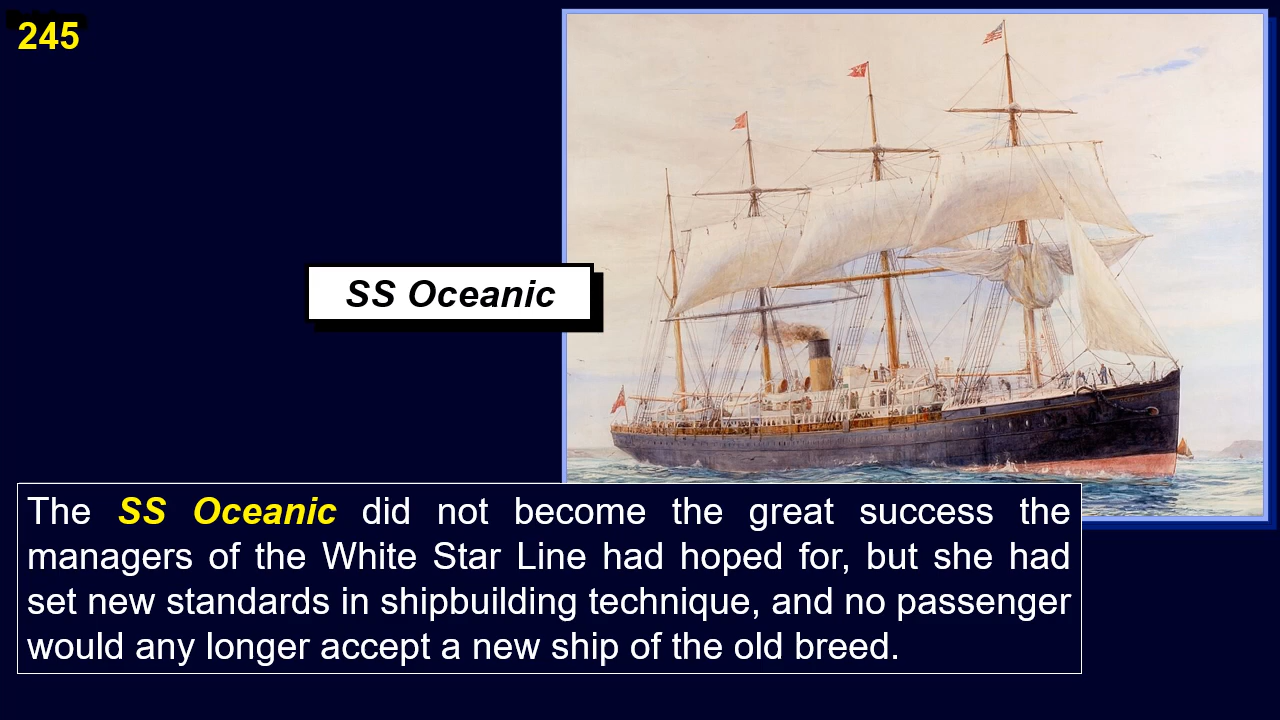 245
SS Oceanic
The SS Oceanic did not become the great success the
managers of the White Star Line had hoped for, but she had
set new standards in shipbuilding technique, and no passenger
would any longer accept a new ship of the old breed.